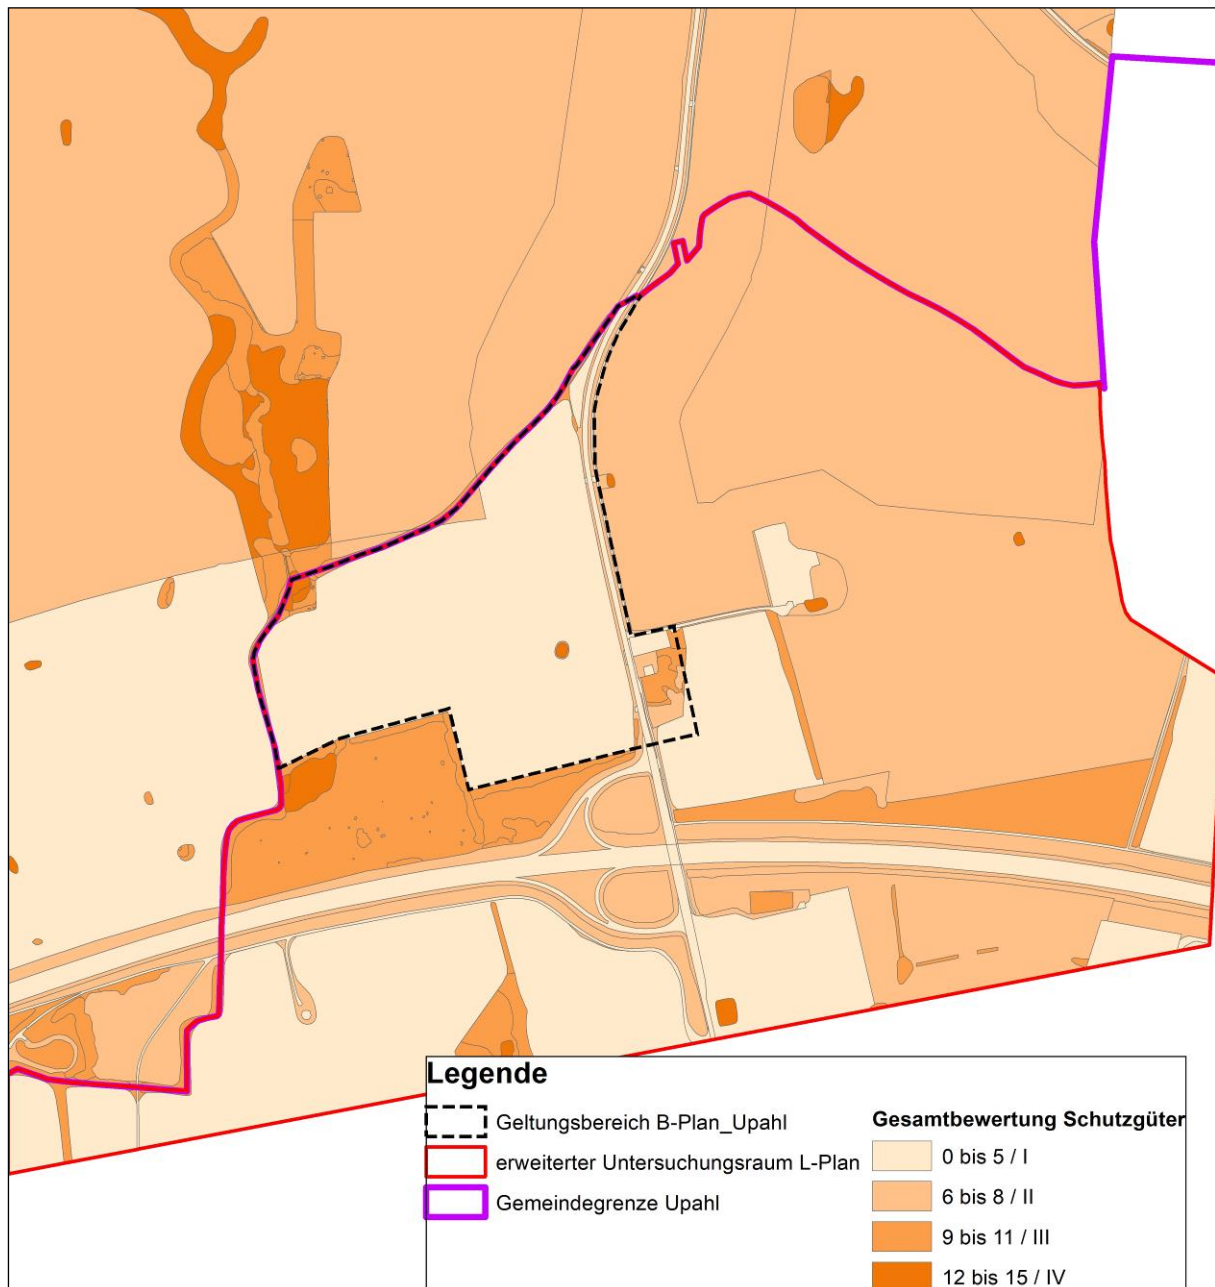 Legende
Geltungsbereich B-Plan_Upahl
erweiterter Untersuchungsraum L-Plan
Gemeindegrenze Upahl
Gesamtbewertung Schutzgüter
0 bis 5 / I
6 bis 8 / II
9 bis 11 / III
12 bis 15 / IV